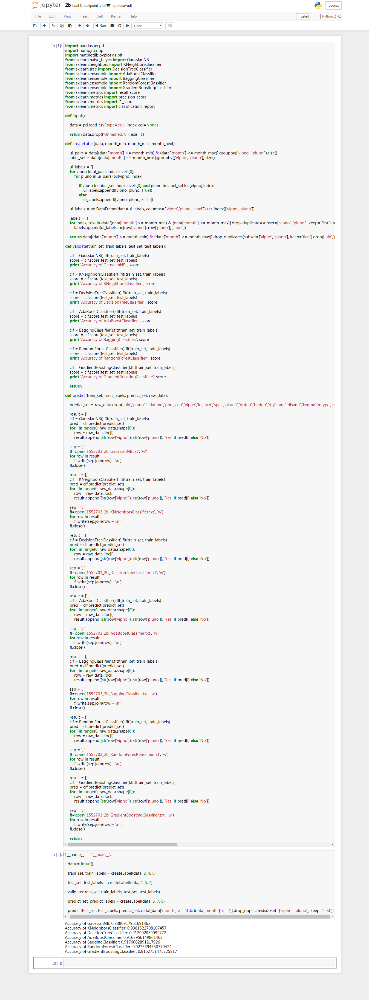 jupyter 2b Last Checkpoint: 几秒前 (autosaved) Logout
File Edit View Insert Cell Kernel Help Trusted Python 2
Run Code
In [1]: import pandas as pd
import numpy as np
import matplotlib.pyplot as plt
from sklearn.naive_bayes import GaussianNB
from sklearn.neighbors import KNeighborsClassifier
from sklearn.tree import DecisionTreeClassifier
from sklearn.ensemble import AdaBoostClassifier
from sklearn.ensemble import BaggingClassifier
from sklearn.ensemble import RandomForestClassifier
from sklearn.ensemble import GradientBoostingClassifier
from sklearn.metrics import recall_score
from sklearn.metrics import precision_score
from sklearn.metrics import f1_score
from sklearn.metrics import classification_report
def input():
data = pd.read_csv('type4.csv', index_col=None)
return data.drop(['Unnamed: 0'], axis=1)
def createLabel(data, month_min, month_max, month_next):
ui_pairs = data[(data['month'] >= month_min) & (data['month'] <= month_max)].groupby(['vipno', 'pluno']).size()
label_set = data[data['month'] == month_next].groupby(['vipno', 'pluno']).size()
ui_labels = []
for vipno in ui_pairs.index.levels[0]:
for pluno in ui_pairs.loc[vipno].index:
if vipno in label_set.index.levels[0] and pluno in label_set.loc[vipno].index:
ui_labels.append([vipno, pluno, True])
else:
ui_labels.append([vipno, pluno, False])
ui_labels = pd.DataFrame(data=ui_labels, columns=['vipno','pluno','label']).set_index(['vipno','pluno'])
labels = []
for index, row in data[(data['month'] >= month_min) & (data['month'] <= month_max)].drop_duplicates(subset=['vipno', 'pluno'], keep='first').ite
labels.append(ui_labels.loc[row['vipno'], row['pluno']]['label'])
return data[(data['month'] >= month_min) & (data['month'] <= month_max)].drop_duplicates(subset=['vipno', 'pluno'], keep='first').drop(['uid','p
def validate(train_set, train_labels, test_set, test_labels):
clf = GaussianNB().fit(train_set, train_labels)
score = clf.score(test_set, test_labels)
print 'Accuracy of GaussianNB:', score
clf = KNeighborsClassifier().fit(train_set, train_labels)
score = clf.score(test_set, test_labels)
print 'Accuracy of KNeighborsClassifier:', score
clf = DecisionTreeClassifier().fit(train_set, train_labels)
score = clf.score(test_set, test_labels)
print 'Accuracy of DecisionTreeClassifier:', score
clf = AdaBoostClassifier().fit(train_set, train_labels)
score = clf.score(test_set, test_labels)
print 'Accuracy of AdaBoostClassifier:', score
clf = BaggingClassifier().fit(train_set, train_labels)
score = clf.score(test_set, test_labels)
print 'Accuracy of BaggingClassifier:', score
clf = RandomForestClassifier().fit(train_set, train_labels)
score = clf.score(test_set, test_labels)
print 'Accuracy of RandomForestClassifier:', score
clf = GradientBoostingClassifier().fit(train_set, train_labels)
score = clf.score(test_set, test_labels)
print 'Accuracy of GradientBoostingClassifier:', score
return
def predict(train_set, train_labels, predict_set, raw_data):
predict_set = raw_data.drop(['uid','pluno','sldatime','pno','cno','vipno','id','bcd','spec','pkunit','dptno','bndno','qty','amt','disamt','ismmx','mtype','m
result = []
clf = GaussianNB().fit(train_set, train_labels)
pred = clf.predict(predict_set)
for i in range(0, raw_data.shape[0]):
row = raw_data.iloc[i]
result.append([str(row['vipno']), str(row['pluno']), 'Yes' if pred[i] else 'No'])
sep = ', '
fl=open('1552703_2b_GaussianNB.txt', 'w')
for row in result:
fl.write(sep.join(row)+'\n')
fl.close()
result = []
clf = KNeighborsClassifier().fit(train_set, train_labels)
pred = clf.predict(predict_set)
for i in range(0, raw_data.shape[0]):
row = raw_data.iloc[i]
result.append([str(row['vipno']), str(row['pluno']), 'Yes' if pred[i] else 'No'])
sep = ', '
fl=open('1552703_2b_KNeighborsClassifier.txt', 'w')
for row in result:
fl.write(sep.join(row)+'\n')
fl.close()
result = []
clf = DecisionTreeClassifier().fit(train_set, train_labels)
pred = clf.predict(predict_set)
for i in range(0, raw_data.shape[0]):
row = raw_data.iloc[i]
result.append([str(row['vipno']), str(row['pluno']), 'Yes' if pred[i] else 'No'])
sep = ', '
fl=open('1552703_2b_DecisionTreeClassifier.txt', 'w')
for row in result:
fl.write(sep.join(row)+'\n')
fl.close()
result = []
clf = AdaBoostClassifier().fit(train_set, train_labels)
pred = clf.predict(predict_set)
for i in range(0, raw_data.shape[0]):
row = raw_data.iloc[i]
result.append([str(row['vipno']), str(row['pluno']), 'Yes' if pred[i] else 'No'])
sep = ', '
fl=open('1552703_2b_AdaBoostClassifier.txt', 'w')
for row in result:
fl.write(sep.join(row)+'\n')
fl.close()
result = []
clf = BaggingClassifier().fit(train_set, train_labels)
pred = clf.predict(predict_set)
for i in range(0, raw_data.shape[0]):
row = raw_data.iloc[i]
result.append([str(row['vipno']), str(row['pluno']), 'Yes' if pred[i] else 'No'])
sep = ', '
fl=open('1552703_2b_BaggingClassifier.txt', 'w')
for row in result:
fl.write(sep.join(row)+'\n')
fl.close()
result = []
clf = RandomForestClassifier().fit(train_set, train_labels)
pred = clf.predict(predict_set)
for i in range(0, raw_data.shape[0]):
row = raw_data.iloc[i]
result.append([str(row['vipno']), str(row['pluno']), 'Yes' if pred[i] else 'No'])
sep = ', '
fl=open('1552703_2b_RandomForestClassifier.txt', 'w')
for row in result:
fl.write(sep.join(row)+'\n')
fl.close()
result = []
clf = GradientBoostingClassifier().fit(train_set, train_labels)
pred = clf.predict(predict_set)
for i in range(0, raw_data.shape[0]):
row = raw_data.iloc[i]
result.append([str(row['vipno']), str(row['pluno']), 'Yes' if pred[i] else 'No'])
sep = ', '
fl=open('1552703_2b_GradientBoostingClassifier.txt', 'w')
for row in result:
fl.write(sep.join(row)+'\n')
fl.close()
return
In [2]: if __name__ == '__main__':
data = input()
train_set, train_labels = createLabel(data, 2, 4, 5)
test_set, test_labels = createLabel(data, 4, 6, 7)
validate(train_set, train_labels, test_set, test_labels)
predict_set, predict_labels = createLabel(data, 5, 7, 8)
predict(test_set, test_labels, predict_set, data[(data['month'] >= 5) & (data['month'] <= 7)].drop_duplicates(subset=['vipno', 'pluno'], keep='first'))
Accuracy of GaussianNB: 0.8380917961691362
Accuracy of KNeighborsClassifier: 0.9361522708107457
Accuracy of DecisionTreeClassifier: 0.912902059992772
Accuracy of AdaBoostClassifier: 0.9163956149861463
Accuracy of BaggingClassifier: 0.9176002891217926
Accuracy of RandomForestClassifier: 0.9225394530779424
Accuracy of GradientBoostingClassifier: 0.9162751475725817
In [ ]: